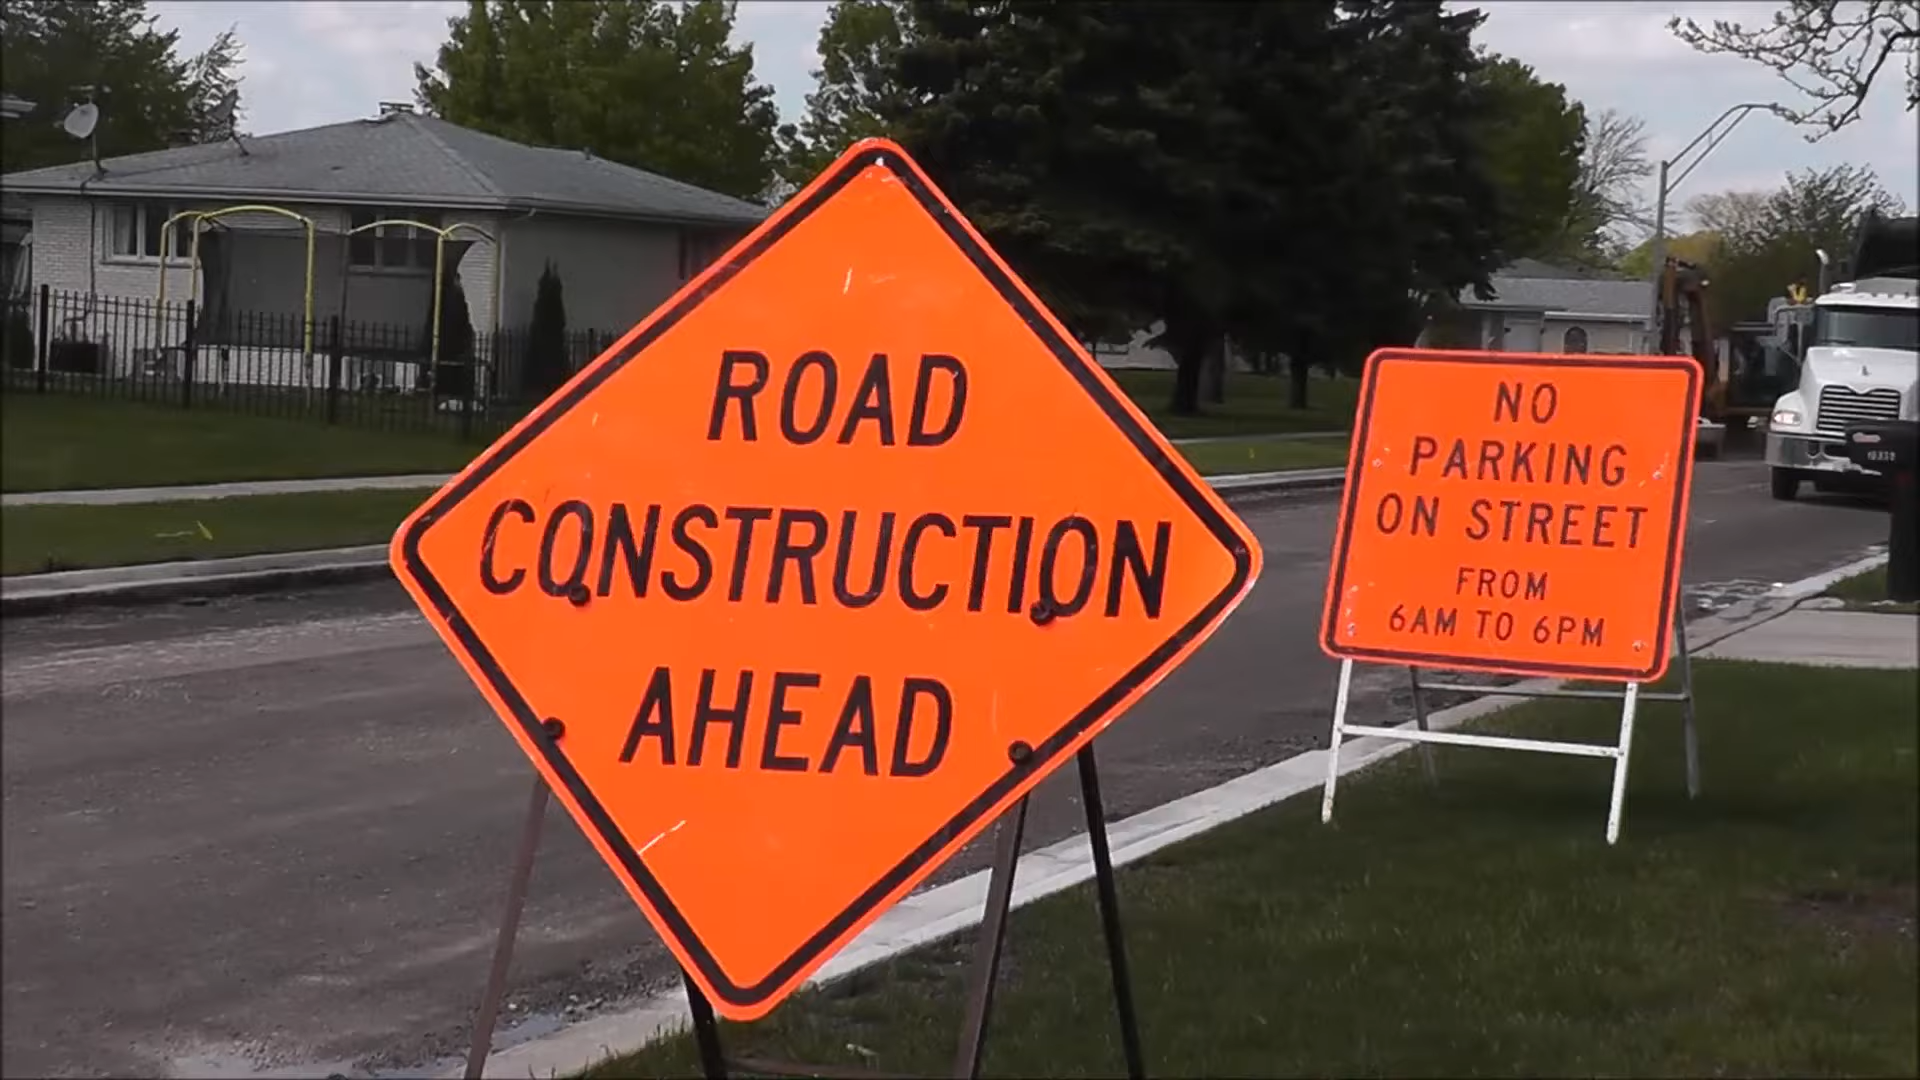 ROAD
CONSTRUCTION
AHEAD
NO
PARKING
ON STREET
FROM
6AM TO 6PM